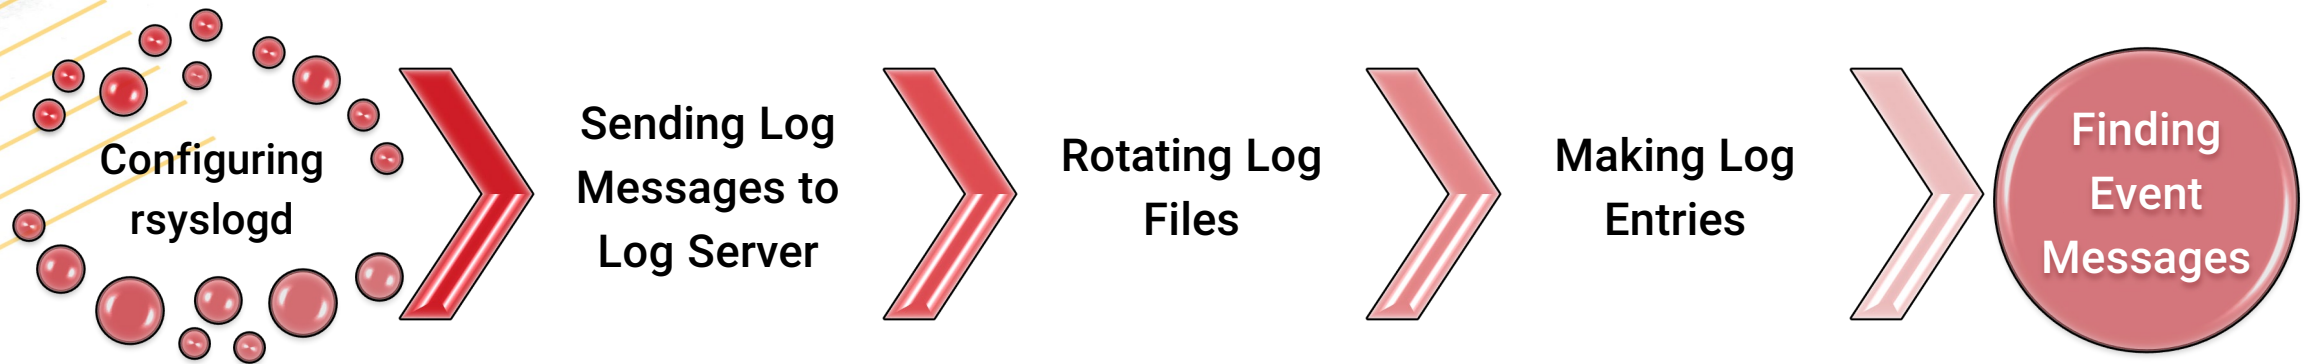 Configuring
rsyslogd
Sending Log
Messages to
Log Server
Rotating Log
Files
Making Log
Entries
Finding
Event
Messages